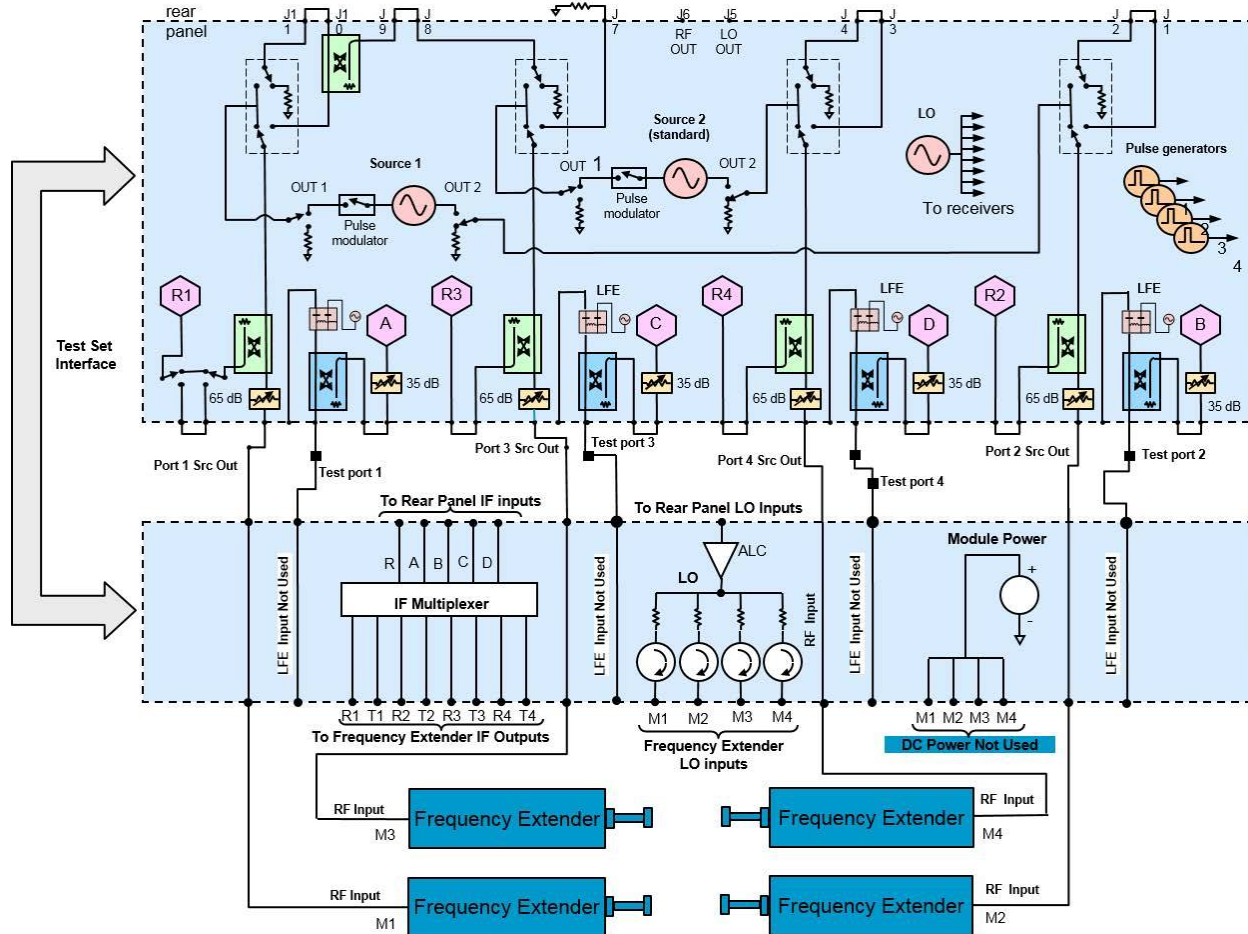 rear
panel
J1
1
J1
0
J
9
J
8
J
7
J6
RF
OUT
J5
LO
OUT
J
4
J
3
J
2
J
1
Source 1
Source 2
(standard)
LO
To receivers
Pulse generators
1
2
3
4
OUT 1
Pulse
modulator
OUT 2
OUT 1
Pulse
modulator
OUT 2
Test Set
Interface
R1
A
R3
LFE
C
R4
LFE
D
R2
LFE
B
65 dB
35 dB
65 dB
35 dB
65 dB
35 dB
65 dB
35 dB
Port 1 Src Out
Test port 1
Port 3 Src Out
Test port 3
Port 4 Src Out
Test port 4
Port 2 Src Out
Test port 2
To Rear Panel IF inputs
To Rear Panel LO Inputs
LFE Input Not Used
R
A
B
C
D
IF Multiplexer
LFE Input Not Used
ALC
LO
RF Input
LFE Input Not Used
Module Power
+
-
LFE Input Not Used
R1 T1 R2 T2 R3 T3 R4 T4
To Frequency Extender IF Outputs
M1 M2 M3 M4
Frequency Extender
LO inputs
M1 M2 M3 M4
DC Power Not Used
RF Input
M3
Frequency Extender
Frequency Extender
RF Input
M4
RF Input
M1
Frequency Extender
Frequency Extender
RF Input
M2